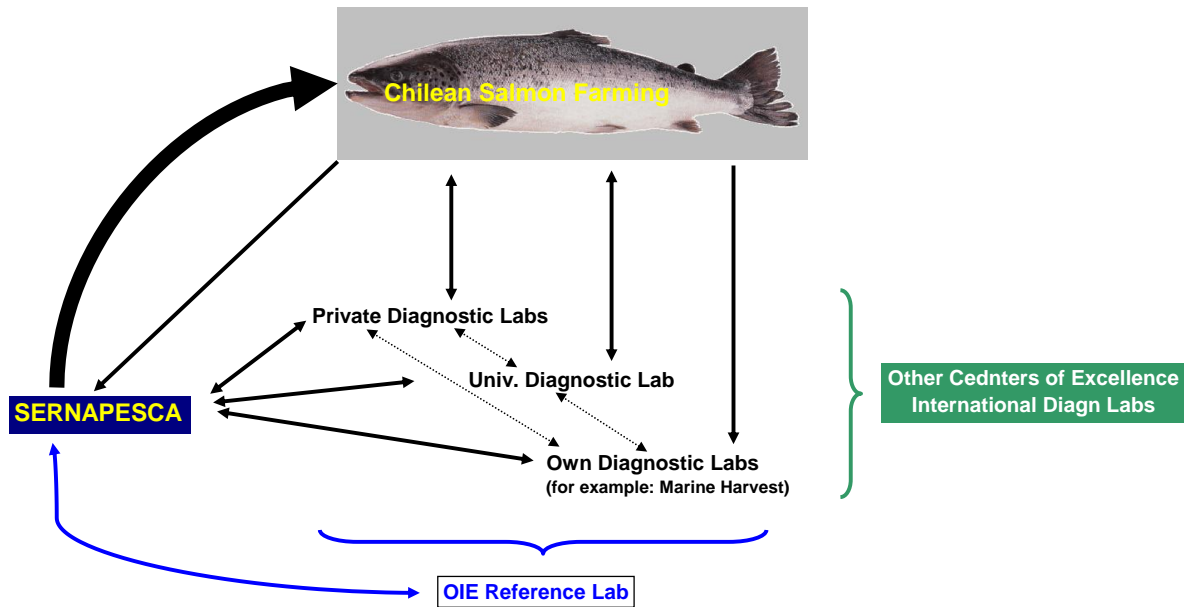 Chilean Salmon Farming
Private Diagnostic Labs
Univ. Diagnostic Lab
Other Cednters of Excellence
International Diagn Labs
SERNAPESCA
Own Diagnostic Labs
(for example: Marine Harvest)
OIE Reference Lab